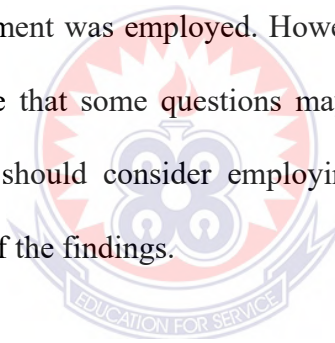 ment was employed. Howe
that some questions ma
should consider employin
f the findings.
EDUCATION FOR SERVICE